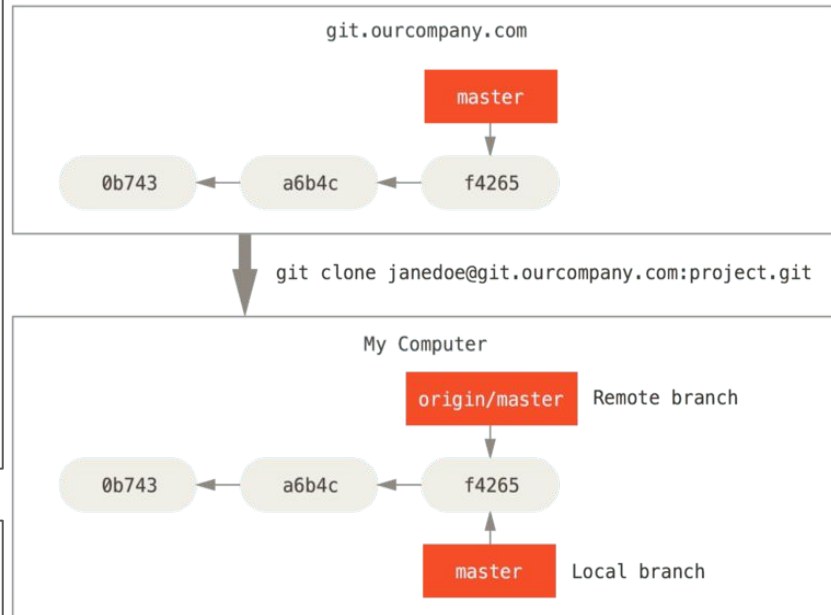 git.ourcompany.com
master
0b743 a6b4c f4265
git clone janedoe@git.ourcompany.com:project.git
My Computer
origin/master Remote branch
0b743 a6b4c f4265
master Local branch